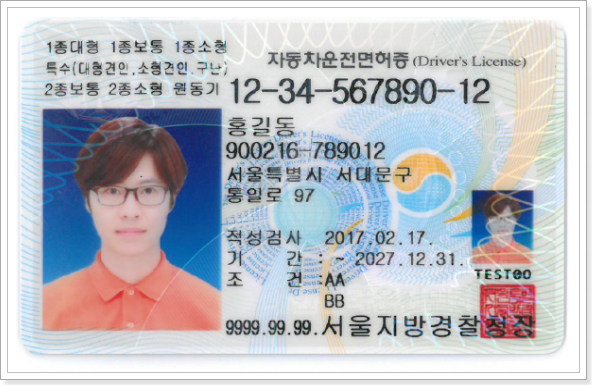 1종대형 1종보통 1종소형
특수(대형견인,소형견인,구난)
2종보통 2종소형 원동기
자동차운전면허증 (Driver's License)
12-34-567890-12
홍길동
900216-789012
서울특별시 서대문구
통일로 97
적성검사 2017.02.17.
기 간 : ~ 2027.12.31.
조 건 : AA
BB
TEST00
9999.99.99. 서울지방경찰청장